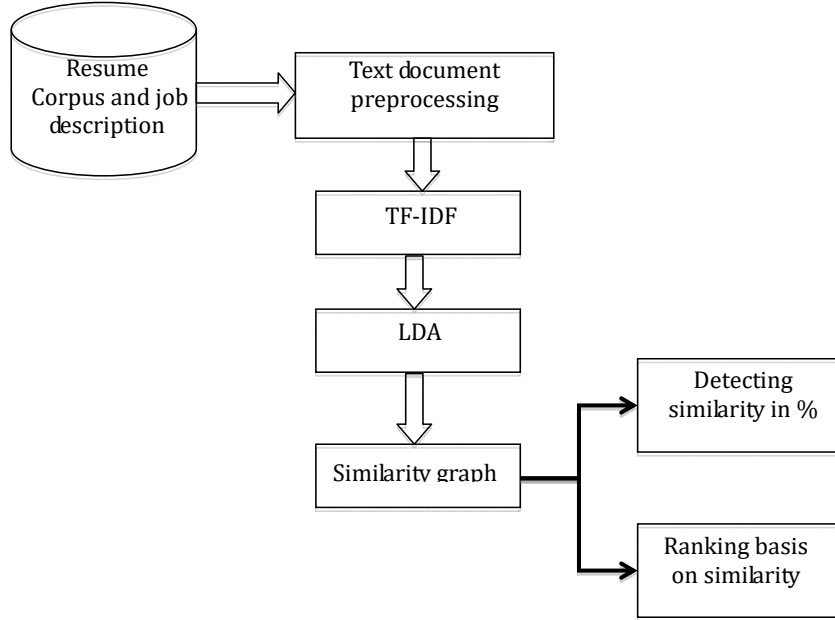 Resume
Corpus and job
description
Text document
preprocessing
TF-IDF
LDA
Similarity graph
Detecting
similarity in %
Ranking basis
on similarity